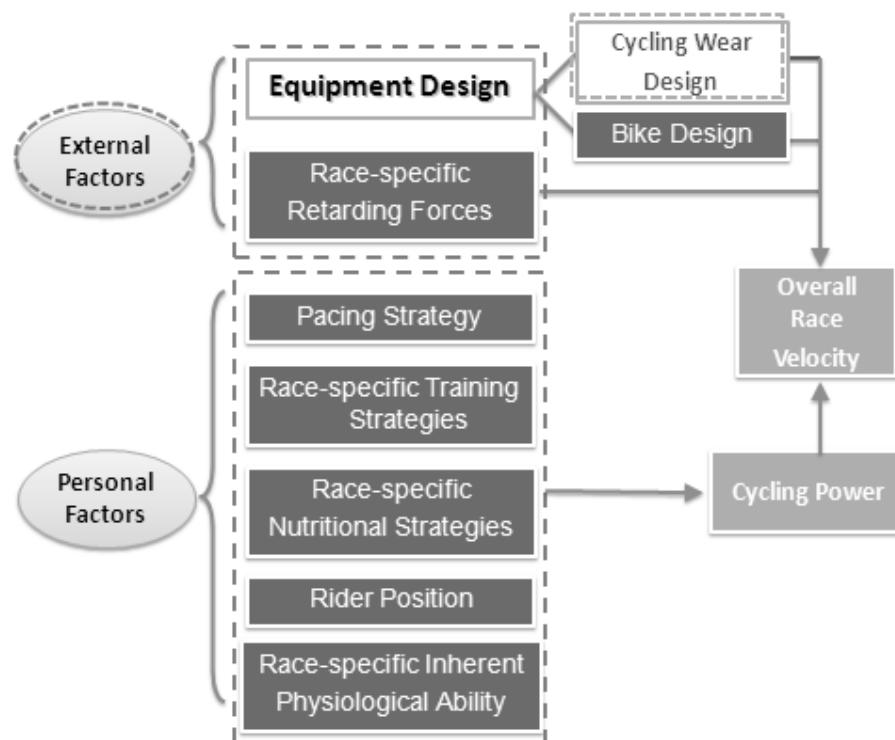 External
Factors
Equipment Design
Race-specific
Retarding Forces
Cycling Wear
Design
Bike Design
Overall
Race
Velocity
Personal
Factors
Pacing Strategy
Race-specific Training
Strategies
Race-specific
Nutritional Strategies
Rider Position
Race-specific Inherent
Physiological Ability
Cycling Power